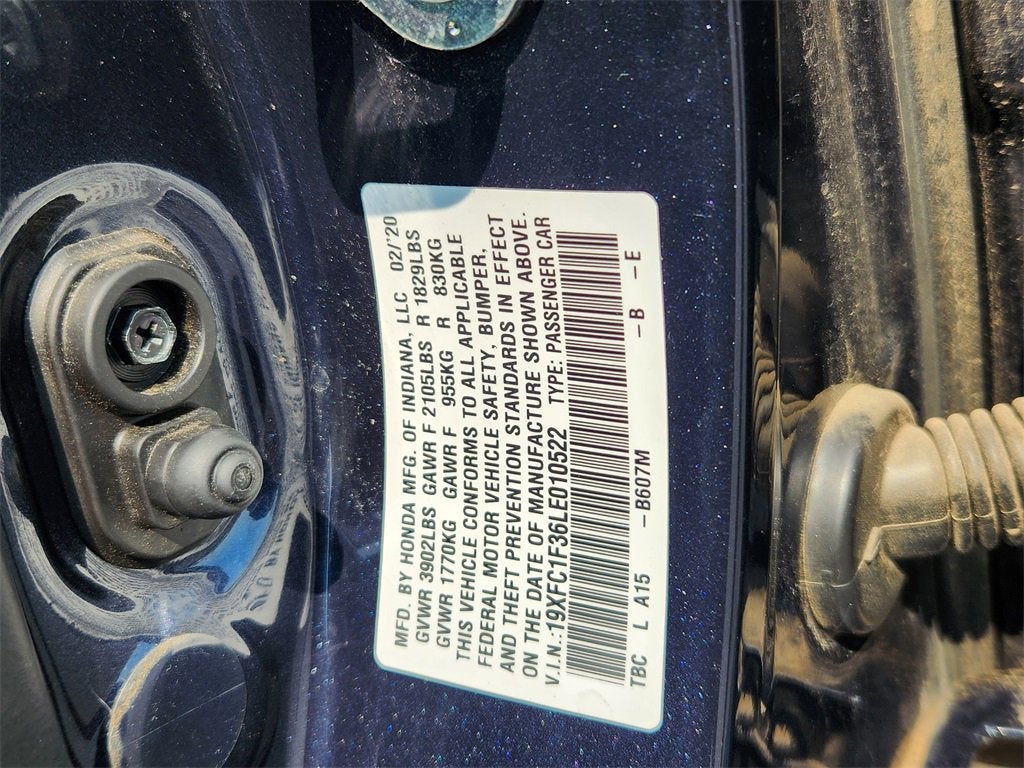 MFD. BY HONDA MFG. OF INDIANA, LLC 02/'20
GVWR 3902LBS GAWR F 2105LBS R 1829LBS
GVWR 1770KG GAWR F 955KG R 830KG
THIS VEHICLE CONFORMS TO ALL APPLICABLE
FEDERAL MOTOR VEHICLE SAFETY, BUMPER,
AND THEFT PREVENTION STANDARDS IN EFFECT
ON THE DATE OF MANUFACTURE SHOWN ABOVE.
V.I.N.:19XFC1F36LE010522 TYPE: PASSENGER CAR
TBC L A15 –B607M –B –E